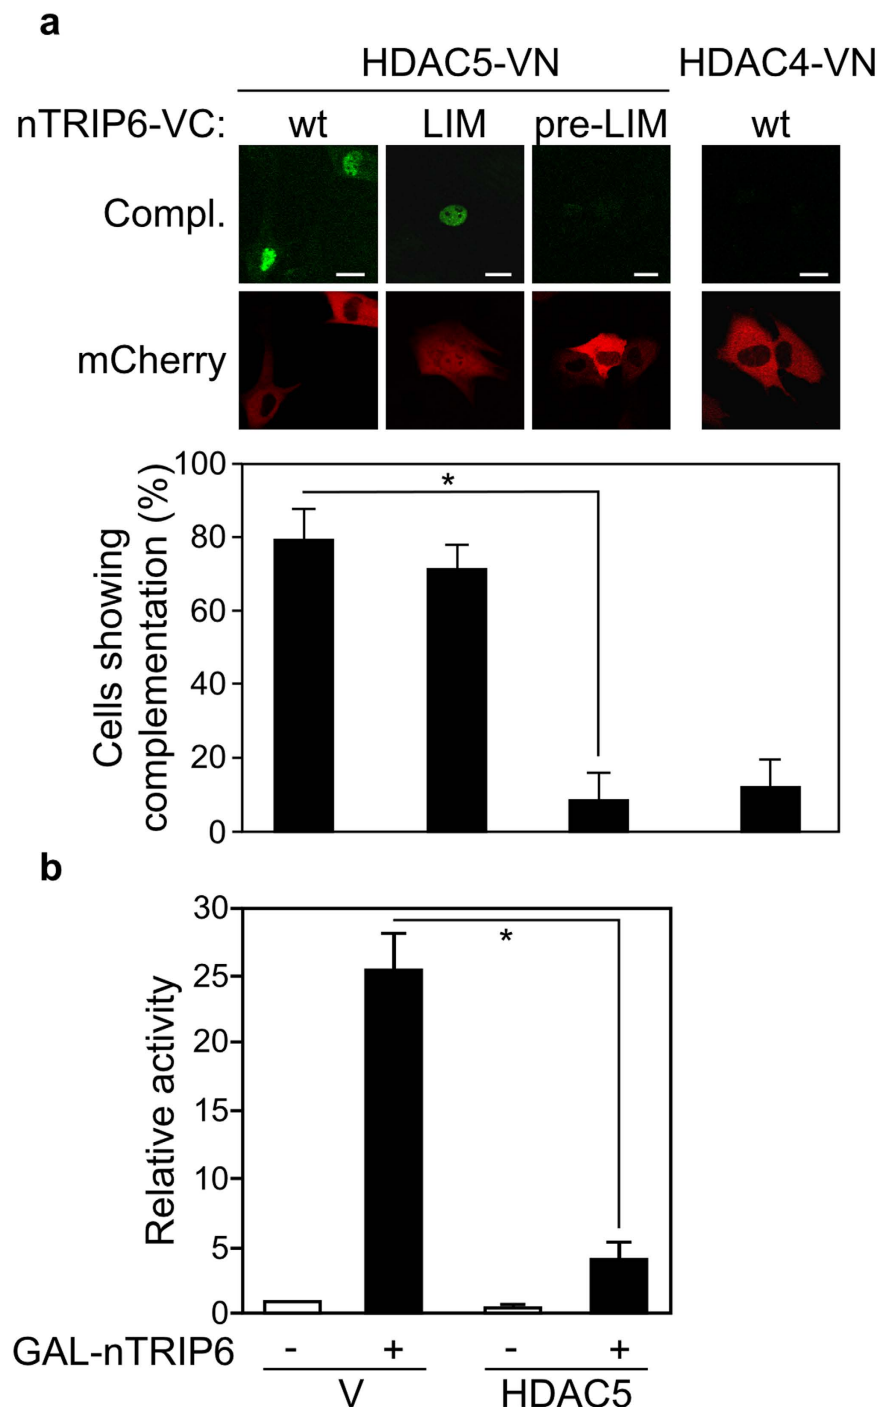 a
HDAC5-VN HDAC4-VN
nTRIP6-VC: wt LIM pre-LIM wt
Compl.
mCherry
Cells showing
complementation (%)
100
*
80
60
40
20
0
b
Relative activity
30
*
25
20
15
10
5
0
GAL-nTRIP6 - + - +
V HDAC5